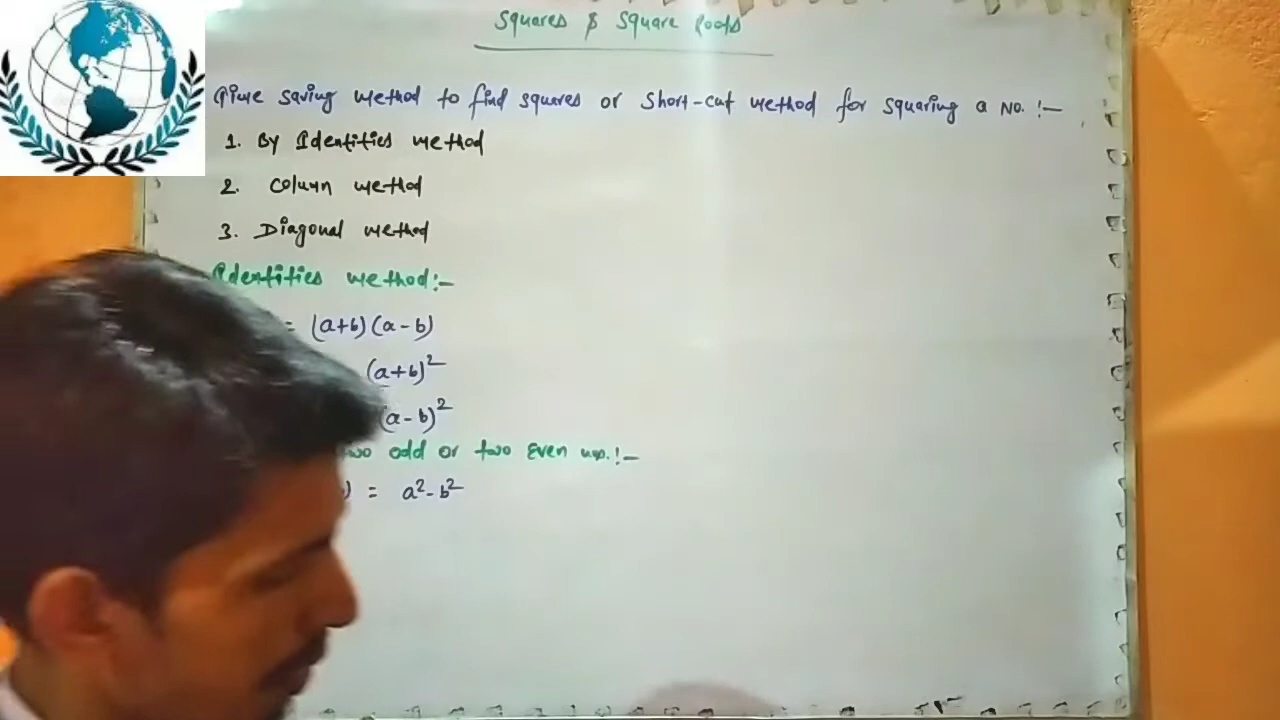 Squares & Square Roots
Time saving method to find squares or Short-cut method for squaring a No. :-
1. By Identities method
2. Column method
3. Diagonal method
Identities method:-
= (a+b) (a-b)
(a+b)²
(a-b)²
two odd or two Even no.s.:-
) = a²-b²